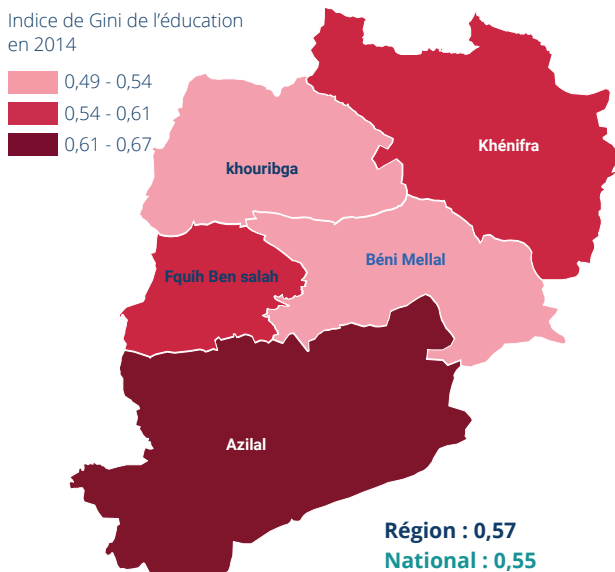 Indice de Gini de l'éducation
en 2014
0,49 - 0,54
0,54 - 0,61
0,61 - 0,67
Khénifra
khouribga
Béni Mellal
Fquih Ben salah
Azilal
Région : 0,57
National : 0,55